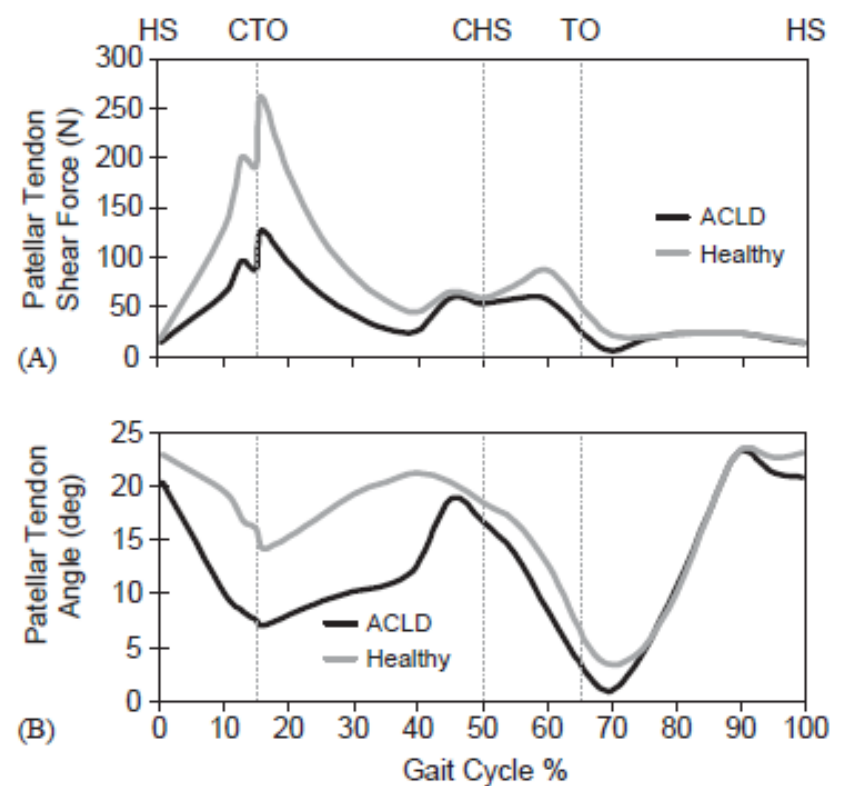 HS CTO CHS TO HS
300
250
200
150
100
50
0
Patellar Tendon
Shear Force (N)
ACLD
Healthy
(A)
25
20
15
10
5
0
Patellar Tendon
Angle (deg)
ACLD
Healthy
(B)
0 10 20 30 40 50 60 70 80 90 100
Gait Cycle %